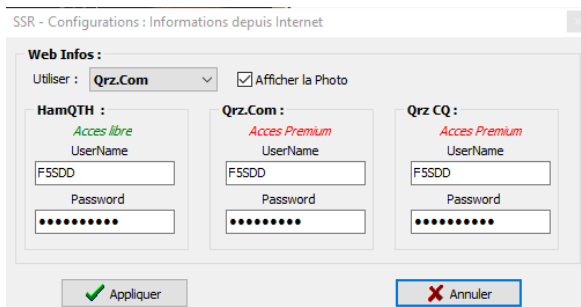 SSR - Configurations : Informations depuis Internet
Web Infos :
Utiliser : Qrz.Com Afficher la Photo
HamQTH :
Acces libre
UserName
F5SDD
Password
●●●●●●●●●●
Qrz.Com :
Acces Premium
UserName
F5SDD
Password
●●●●●●●●●
Qrz CQ :
Acces Premium
UserName
F5SDD
Password
●●●●●●●●●●
Appliquer
Annuler